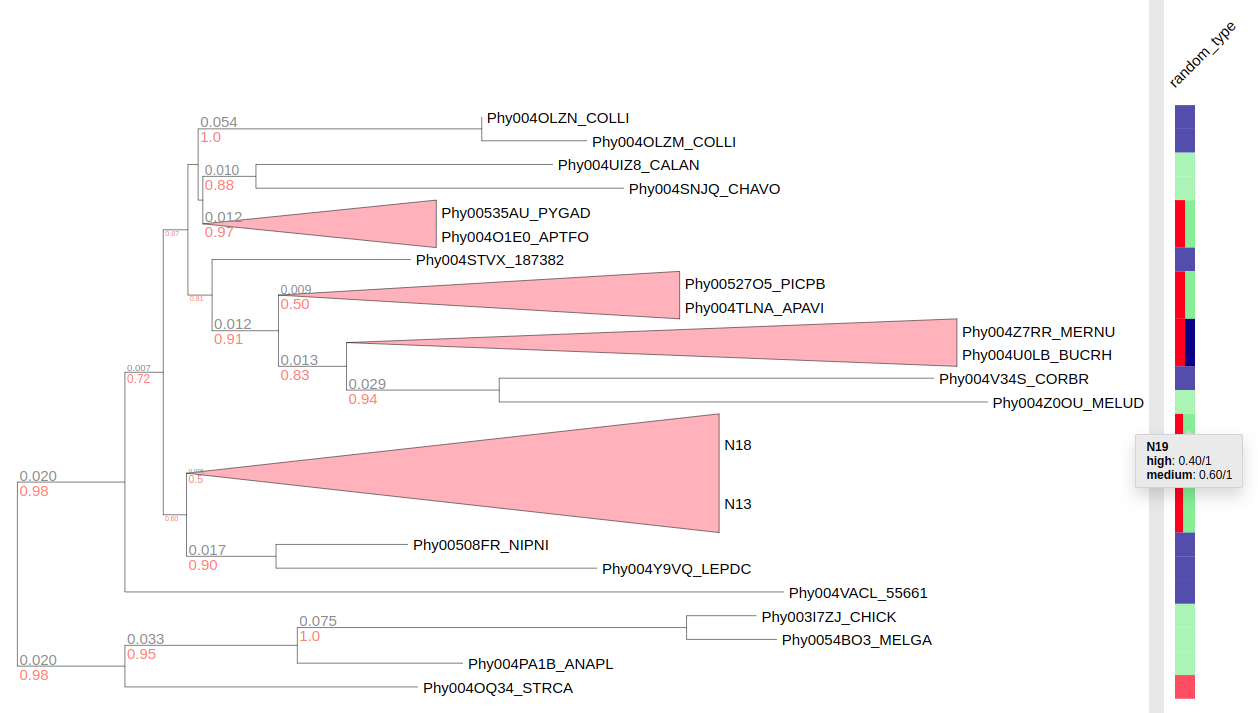 random_type
0.054
Phy004OLZN_COLLI
1.0
Phy004OLZM_COLLI
0.010
Phy004UIZ8_CALAN
0.88
Phy004SNJQ_CHAVO
0.012
Phy00535AU_PYGAD
0.97
0.87
Phy004O1E0_APTFO
Phy004STVX_187382
0.009
Phy00527O5_PICPB
0.81
0.50
Phy004TLNA_APAVI
0.012
0.91
Phy004Z7RR_MERNU
0.013
Phy004U0LB_BUCRH
0.007
0.83
0.72
0.029
Phy004V34S_CORBR
0.94
Phy004Z0OU_MELUD
N18
N19
high: 0.40/1
medium: 0.60/1
0.020
0.5
0.98
N13
0.60
Phy00508FR_NIPNI
0.017
0.90
Phy004Y9VQ_LEPDC
Phy004VACL_55661
0.075
Phy003I7ZJ_CHICK
0.033
1.0
Phy0054BO3_MELGA
0.95
0.020
Phy004PA1B_ANAPL
0.98
Phy004OQ34_STRCA